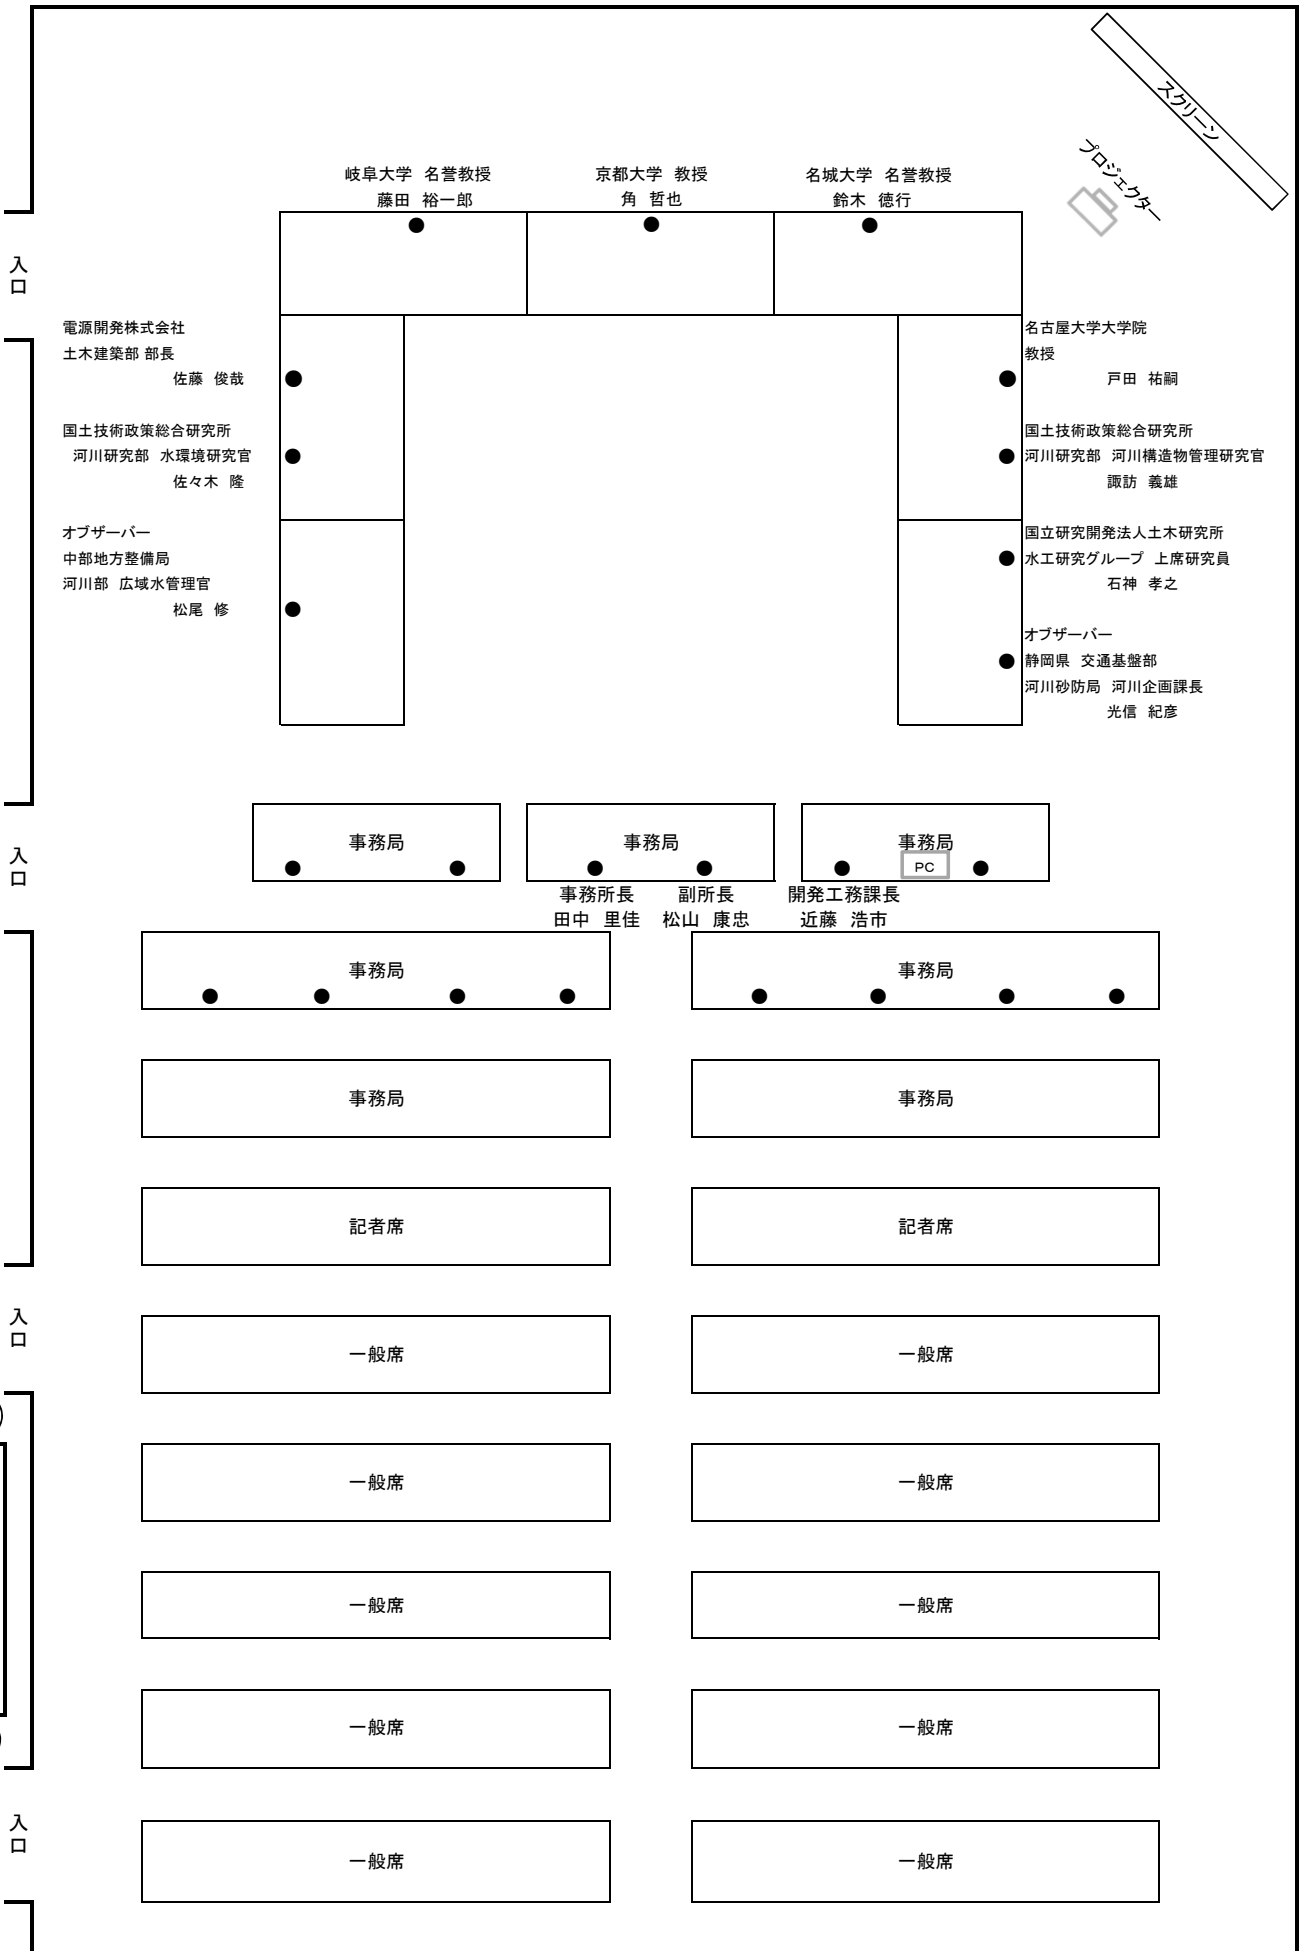 スクリーン
プロジェクター
岐阜大学 名誉教授
藤田 裕一郎
京都大学 教授
角 哲也
名城大学 名誉教授
鈴木 徳行
入口
電源開発株式会社
土木建築部 部長
佐藤 俊哉
国土技術政策総合研究所
河川研究部 水環境研究官
佐々木 隆
オブザーバー
中部地方整備局
河川部 広域水管理官
松尾 修
名古屋大学大学院
教授
戸田 祐嗣
国土技術政策総合研究所
河川研究部 河川構造物管理研究官
諏訪 義雄
国立研究開発法人土木研究所
水工研究グループ 上席研究員
石神 孝之
オブザーバー
静岡県 交通基盤部
河川砂防局 河川企画課長
光信 紀彦
入口
事務局
事務局
事務局
PC
事務所長
田中 里佳
副所長
松山 康忠
開発工務課長
近藤 浩市
事務局
事務局
事務局
事務局
記者席
記者席
入口
一般席
一般席
一般席
一般席
一般席
一般席
一般席
一般席
入口
一般席
一般席